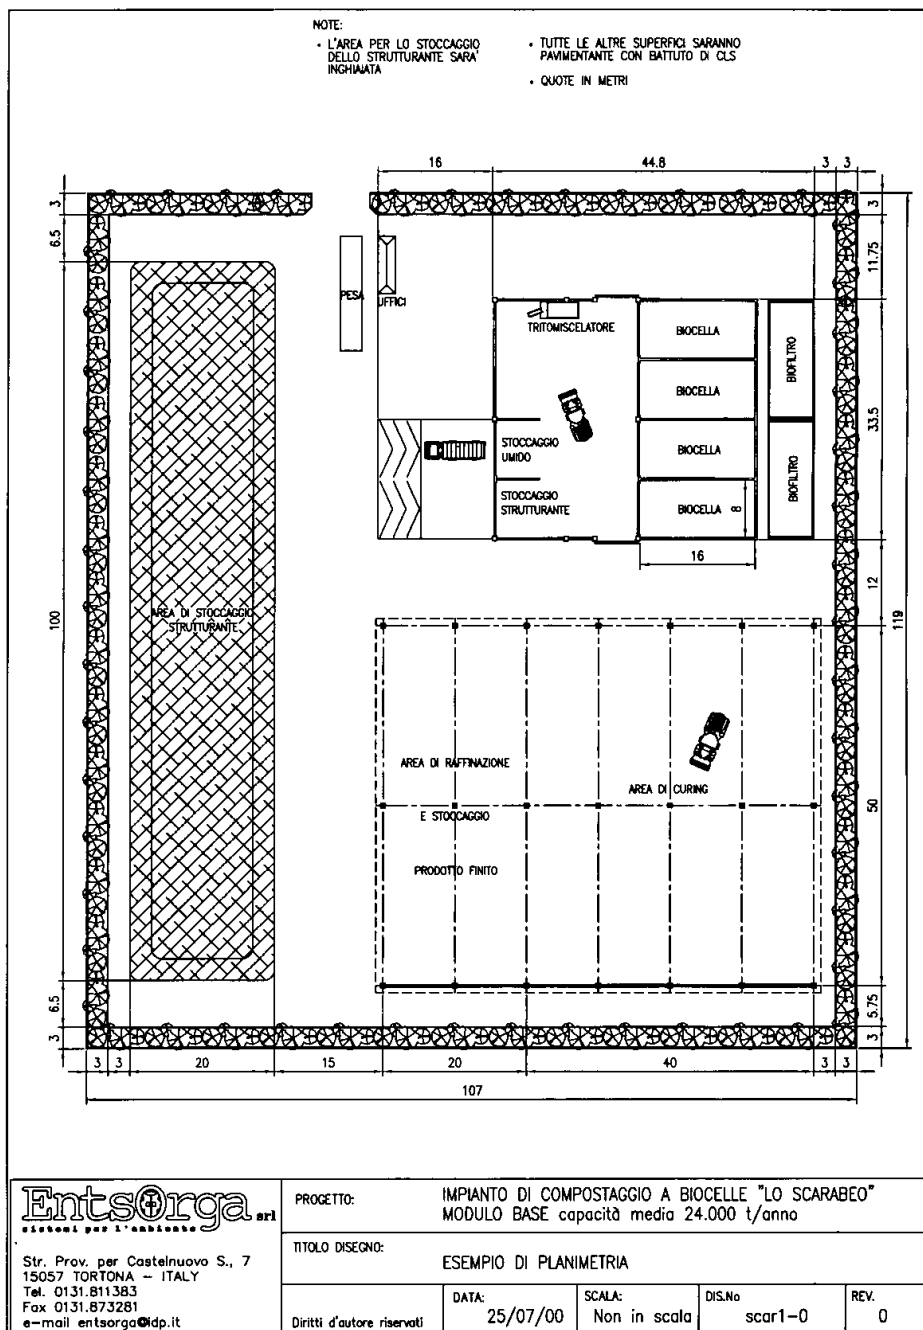 NOTE:
• L'AREA PER LO STOCCAGGIO
DELLO STRUTTURANTE SARA'
INGHIAIATA
• TUTTE LE ALTRE SUPERFICI SARANNO
PAVIMENTANTE CON BATTUTO DI CLS
• QUOTE IN METRI
16
44.8
3
3
3
6.5
3
11.75
PESA
UFFICI
TRITOMISCELATORE
BIOCELLA
BIOCELLA
BIOCELLA
BIOCELLA
BIOFILTRO
BIOFILTRO
STOCCAGGIO
UMIDO
STOCCAGGIO
STRUTTURANTE
8
16
33.5
12
100
119
AREA DI STOCCAGGIO
STRUTTURANTE
AREA DI RAFFINAZIONE
E STOCCAGGIO
PRODOTTO FINITO
AREA DI CURING
50
6.5
3
5.75
3
3
3
20
15
20
40
3
3
107
EntsOrga srl
sistemi per l'ambiente
Str. Prov. per Castelnuovo S., 7
15057 TORTONA – ITALY
Tel. 0131.811383
Fax 0131.873281
e-mail entsorga@idp.it
PROGETTO:
IMPIANTO DI COMPOSTAGGIO A BIOCELLE "LO SCARABEO"
MODULO BASE capacità media 24.000 t/anno
TITOLO DISEGNO:
ESEMPIO DI PLANIMETRIA
Diritti d'autore riservati
DATA:
25/07/00
SCALA:
Non in scala
DIS.No
scar1-0
REV.
0